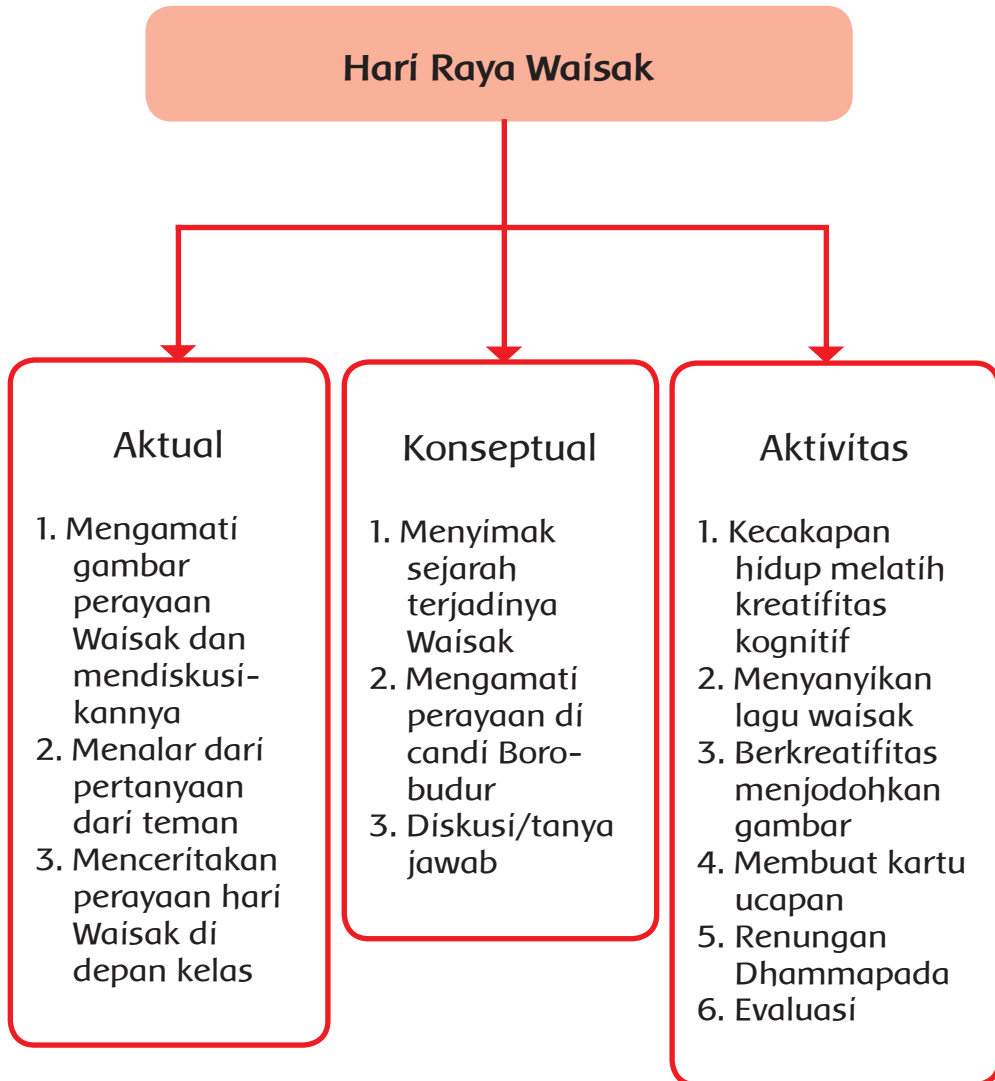 Hari Raya Waisak
Aktual
1. Mengamati
gambar
perayaan
Waisak dan
mendiskusi-
kannya
2. Menalar dari
pertanyaan
dari teman
3. Menceritakan
perayaan hari
Waisak di
depan kelas
Konseptual
1. Menyimak
sejarah
terjadinya
Waisak
2. Mengamati
perayaan di
candi Boro-
budur
3. Diskusi/tanya
jawab
Aktivitas
1. Kecakapan
hidup melatih
kreatifitas
kognitif
2. Menyanyikan
lagu waisak
3. Berkreatifitas
menjodohkan
gambar
4. Membuat kartu
ucapan
5. Renungan
Dhammapada
6. Evaluasi